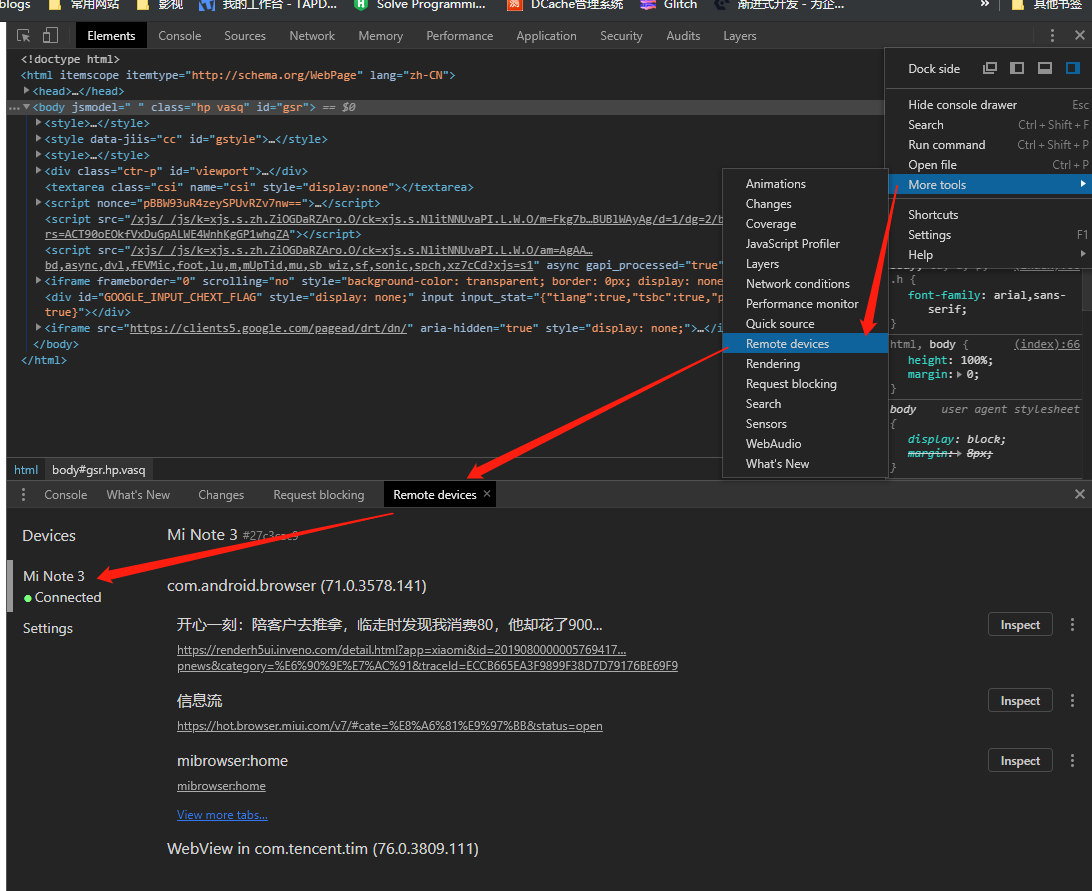 blogs 常用网站 影视 我的工作台 - TAPD... Solve Programmi... DCache管理系统 Glitch 渐进式开发 - 为企... » 其他书签
Elements Console Sources Network Memory Performance Application Security Audits Layers
<!doctype html>
<html itemscope itemtype="http://schema.org/WebPage" lang="zh-CN">
<head>…</head>
<body jsmodel=" " class="hp vasq" id="gsr"> == $0
<style>…</style>
<style data-jiis="cc" id="gstyle">…</style>
<style>…</style>
<div class="ctr-p" id="viewport">…</div>
<textarea class="csi" name="csi" style="display:none"></textarea>
<script nonce="pBBW93uR4zeySPUvRZv7nw==">…</script>
<script src="/xjs/_/js/k=xjs.s.zh.ZiOGDaRZAro.O/ck=xjs.s.NlitNNUvaPI.L.W.O/m=Fkg7b…BUBlWAyAg/d=1/dg=2/b
rs=ACT90oEOkfVxDuGpALWE4WnhKgGP1whqZA"></script>
<script src="/xjs/_/js/k=xjs.s.zh.ZiOGDaRZAro.O/ck=xjs.s.NlitNNUvaPI.L.W.O/am=AgAA…
bd,async,dvl,fEVMic,foot,lu,m,mUpTid,mu,sb_wiz,sf,sonic,spch,xz7cCd?xjs=s1" async gapi_processed="true"
<iframe frameborder="0" scrolling="no" style="background-color: transparent; border: 0px; display: none
<div id="GOOGLE_INPUT_CHEXT_FLAG" style="display: none;" input input_stat="{"tlang":true,"tsbc":true,"p
true}"></div>
<iframe src="https://clients5.google.com/pagead/drt/dn/" aria-hidden="true" style="display: none;">…</i
</body>
</html>
Dock side
Hide console drawer Esc
Search Ctrl + Shift + F
Run command Ctrl + Shift + P
Open file Ctrl + P
More tools
Shortcuts
Settings F1
Help
Animations
Changes
Coverage
JavaScript Profiler
Layers
Network conditions
Performance monitor
Quick source
Remote devices
Rendering
Request blocking
Search
Sensors
WebAudio
What's New
.h {
font-family: arial,sans-
serif;
}
html, body { (index):66
height: 100%;
margin: 0;
}
body user agent stylesheet
{
display: block;
margin: 8px;
}
html body#gsr.hp.vasq
Console What's New Changes Request blocking Remote devices ×
Devices
Mi Note 3
Connected
Settings
Mi Note 3
com.android.browser (71.0.3578.141)
开心一刻：陪客户去推拿，临走时发现我消费80，他却花了900... Inspect
https://renderh5ui.inveno.com/detail.html?app=xiaomi&id=2019080000005769417…
pnews&category=%E6%90%9E%E7%AC%91&traceId=ECCB665EA3F9899F38D7D79176BE69F9
信息流 Inspect
https://hot.browser.miui.com/v7/#cate=%E8%A6%81%E9%97%BB&status=open
mibrowser:home Inspect
mibrowser:home
View more tabs...
WebView in com.tencent.tim (76.0.3809.111)